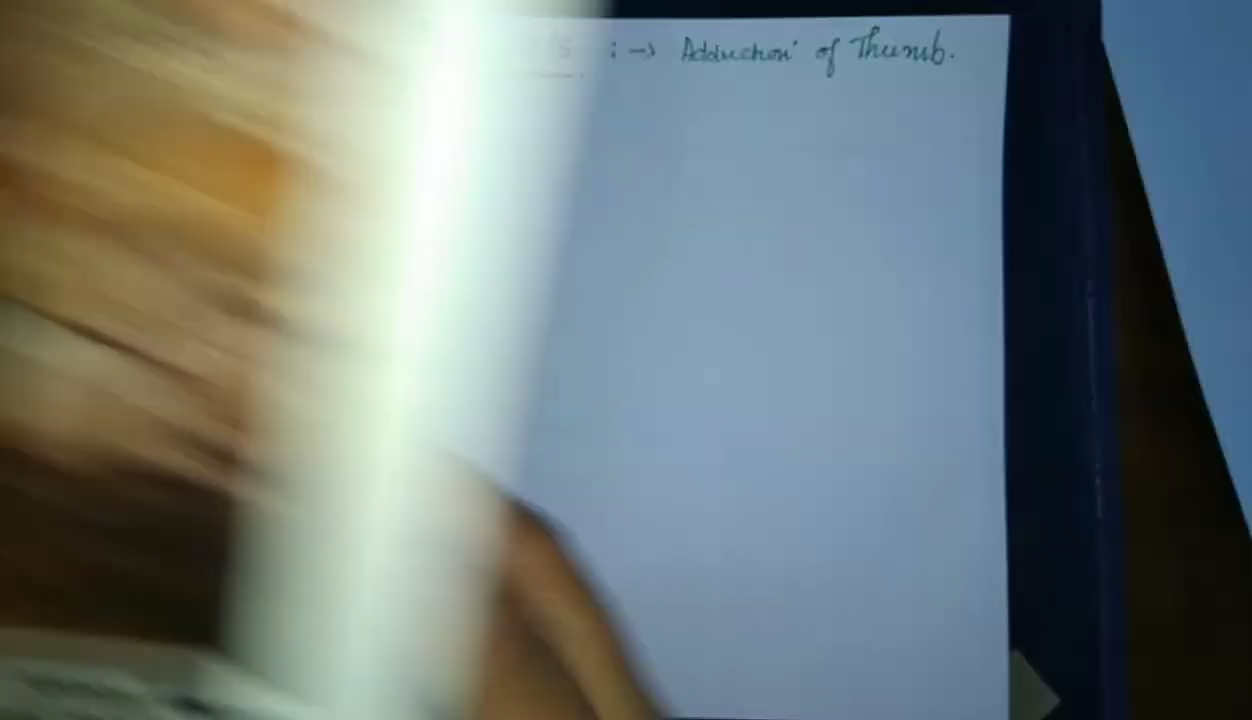 : → Adduction of Thumb.